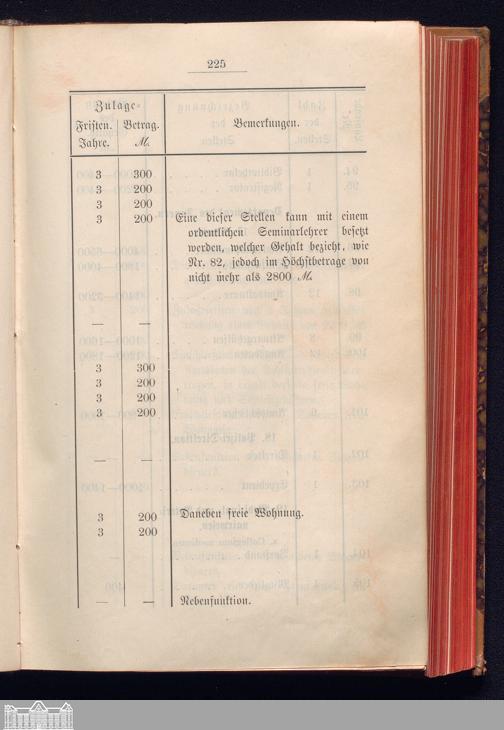 225
Zulage-
Fristen. Betrag. Bemerkungen.
Jahre. M.
3 300
3 200
3 200
3 200 Eine dieser Stellen kann mit einem
ordentlichen Seminarlehrer besetzt
werden, welcher Gehalt bezieht, wie
Nr. 82, jedoch im Höchstbetrage von
nicht mehr als 2800 M.
— —
3 300
3 200
3 200
3 200
— —
3 200 Daneben freie Wohnung.
3 200
— — Nebenfunktion.